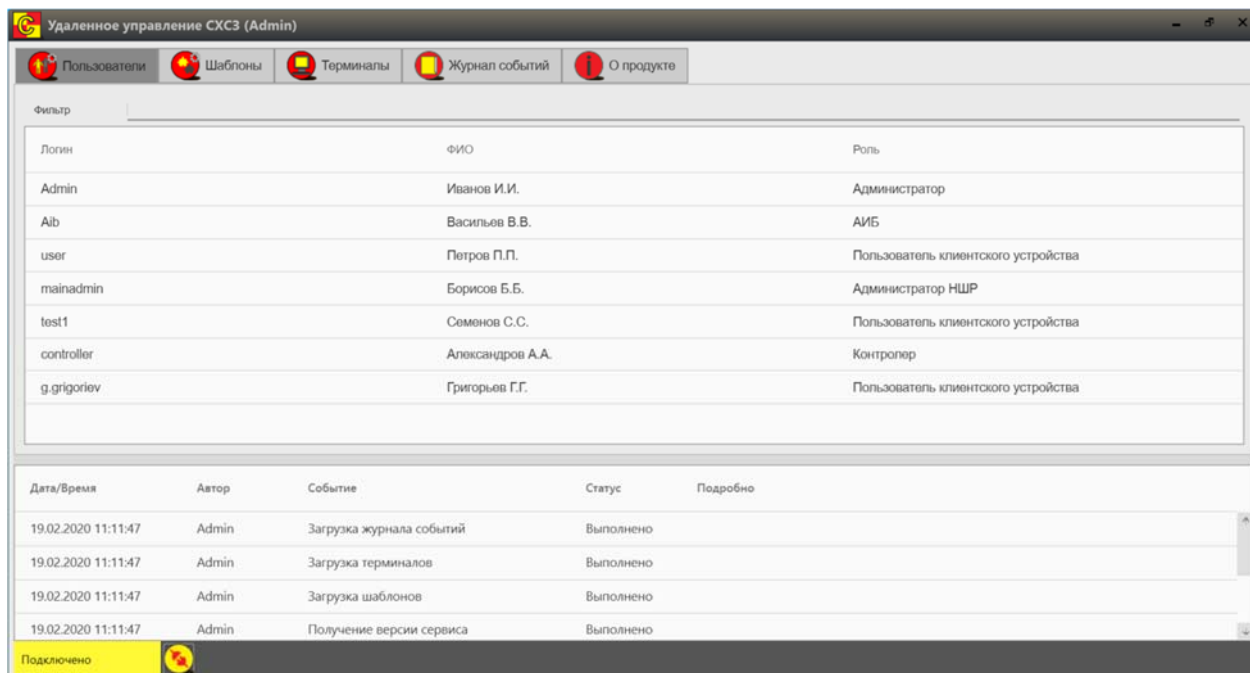 Удаленное управление СХСЗ (Admin)
Пользователи Шаблоны Терминалы Журнал событий О продукте
Фильтр
Логин ФИО Роль
Admin Иванов И.И. Администратор
Aib Васильев В.В. АИБ
user Петров П.П. Пользователь клиентского устройства
mainadmin Борисов Б.Б. Администратор НШР
test1 Семенов С.С. Пользователь клиентского устройства
controller Александров А.А. Контролер
g.grigoriev Григорьев Г.Г. Пользователь клиентского устройства
Дата/Время Автор Событие Статус Подробно
19.02.2020 11:11:47 Admin Загрузка журнала событий Выполнено
19.02.2020 11:11:47 Admin Загрузка терминалов Выполнено
19.02.2020 11:11:47 Admin Загрузка шаблонов Выполнено
19.02.2020 11:11:47 Admin Получение версии сервиса Выполнено
Подключено